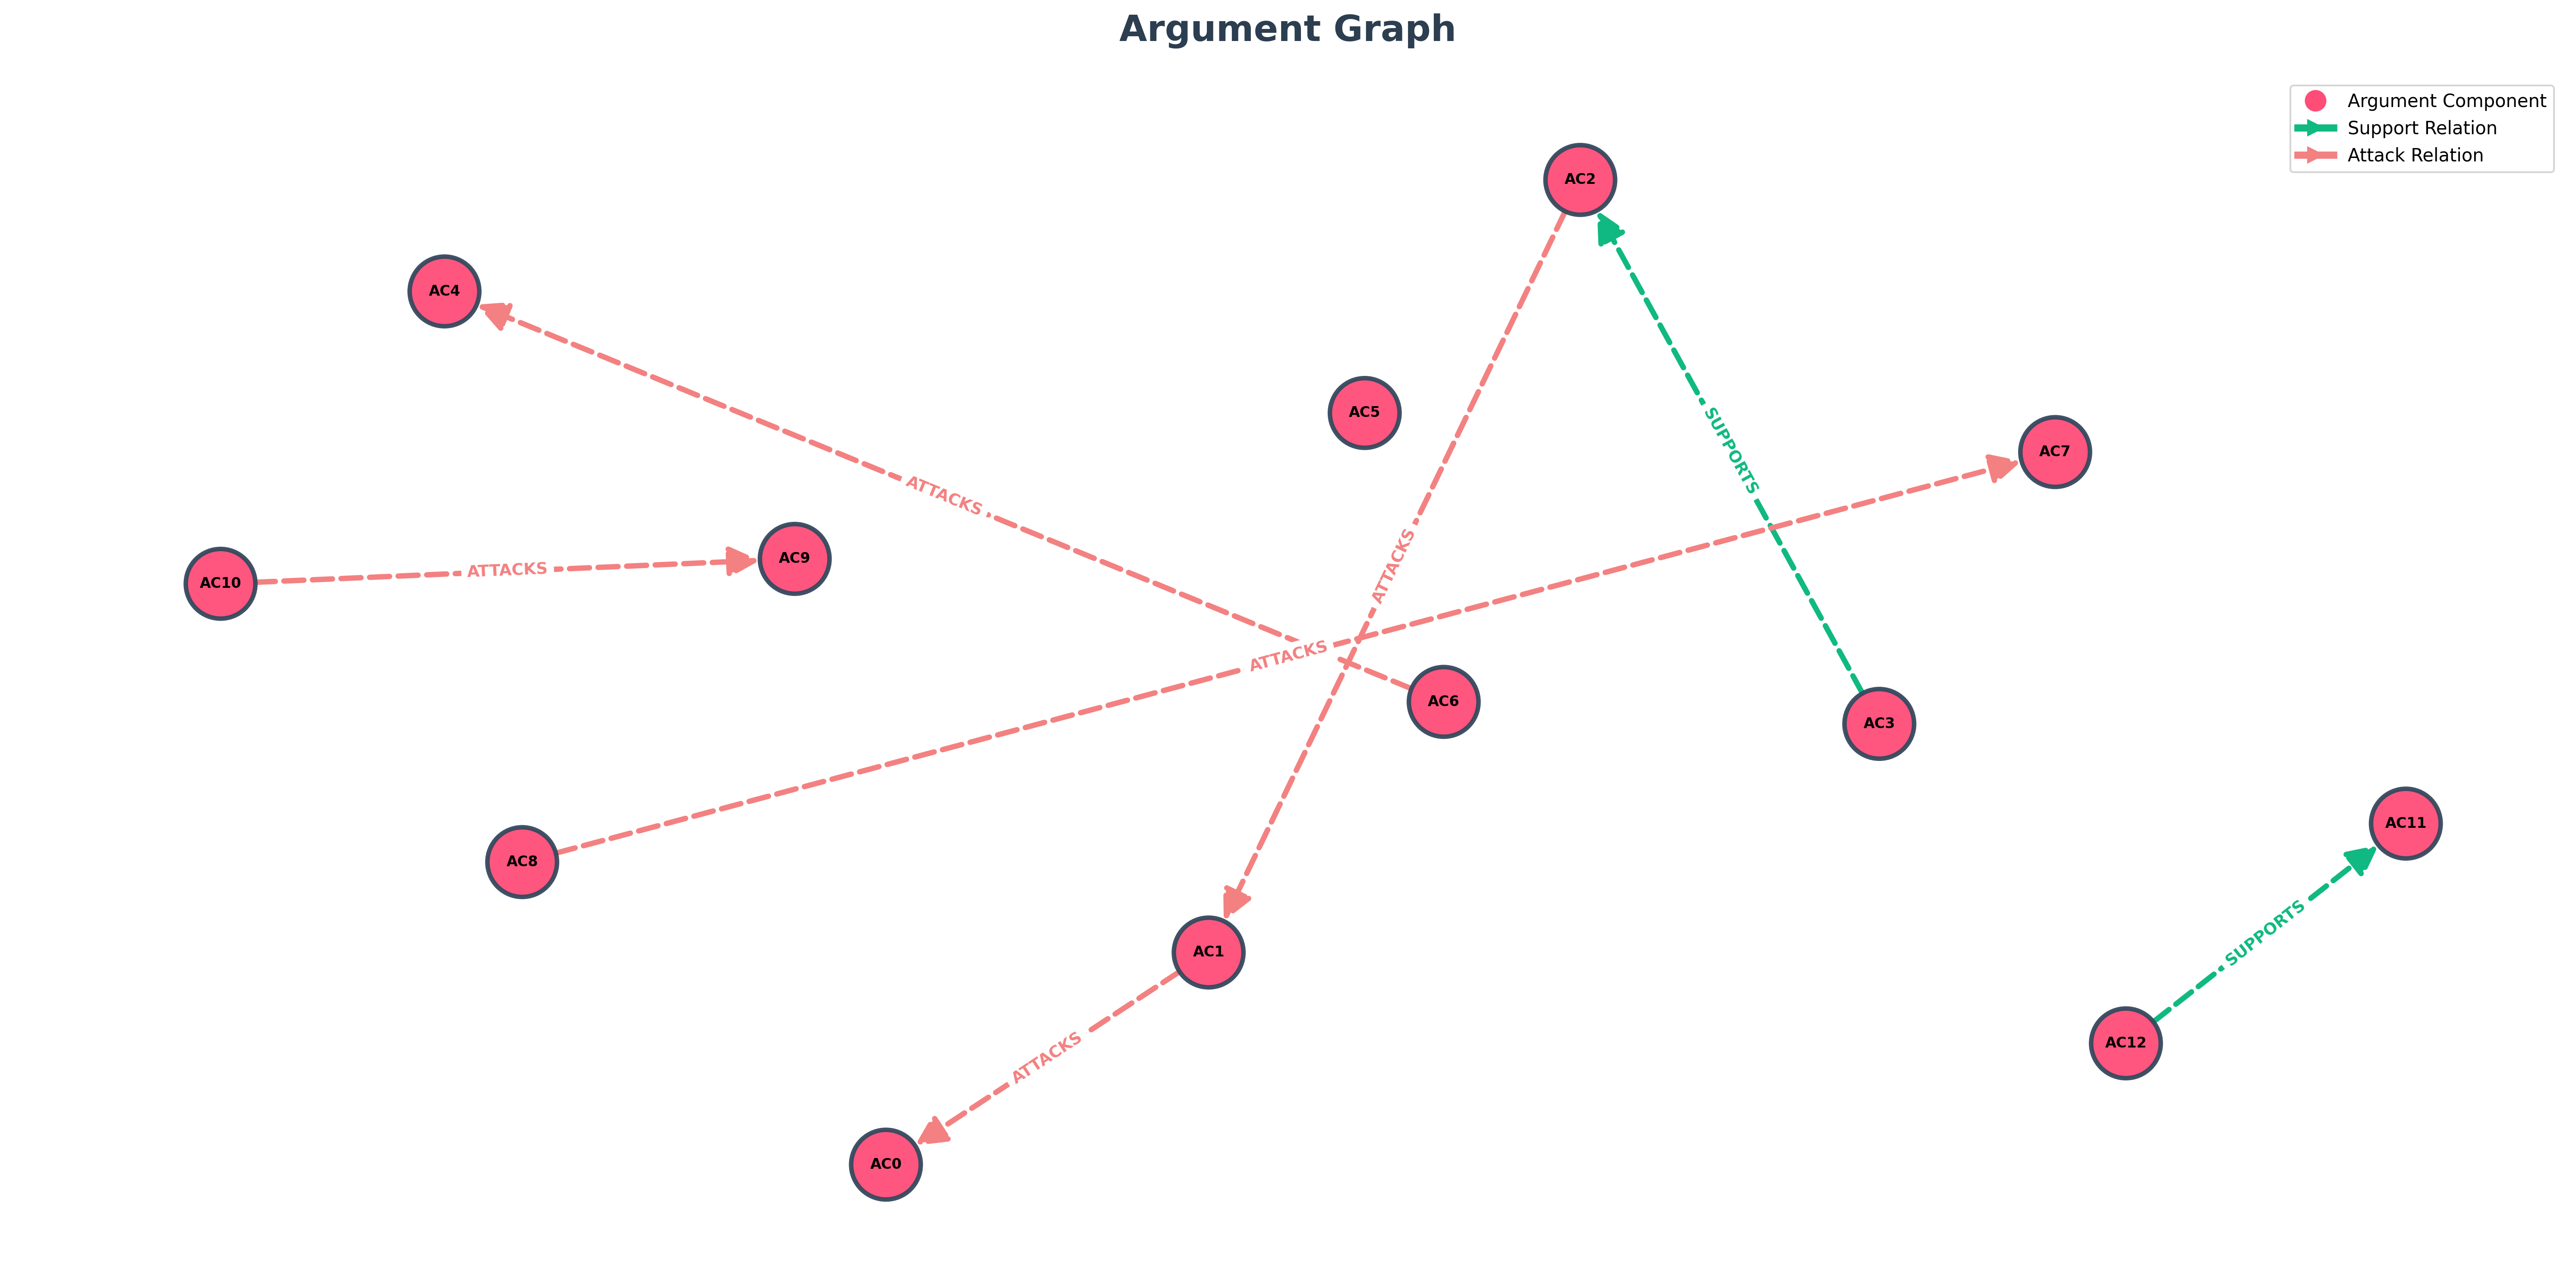 Argument Graph
Argument Component
Support Relation
Attack Relation
AC2
AC4
AC5
SUPPORTS
AC7
ATTACKS
ATTACKS
AC10
ATTACKS
AC9
ATTACKS
AC6
AC3
AC11
AC8
SUPPORTS
AC1
AC12
ATTACKS
AC0